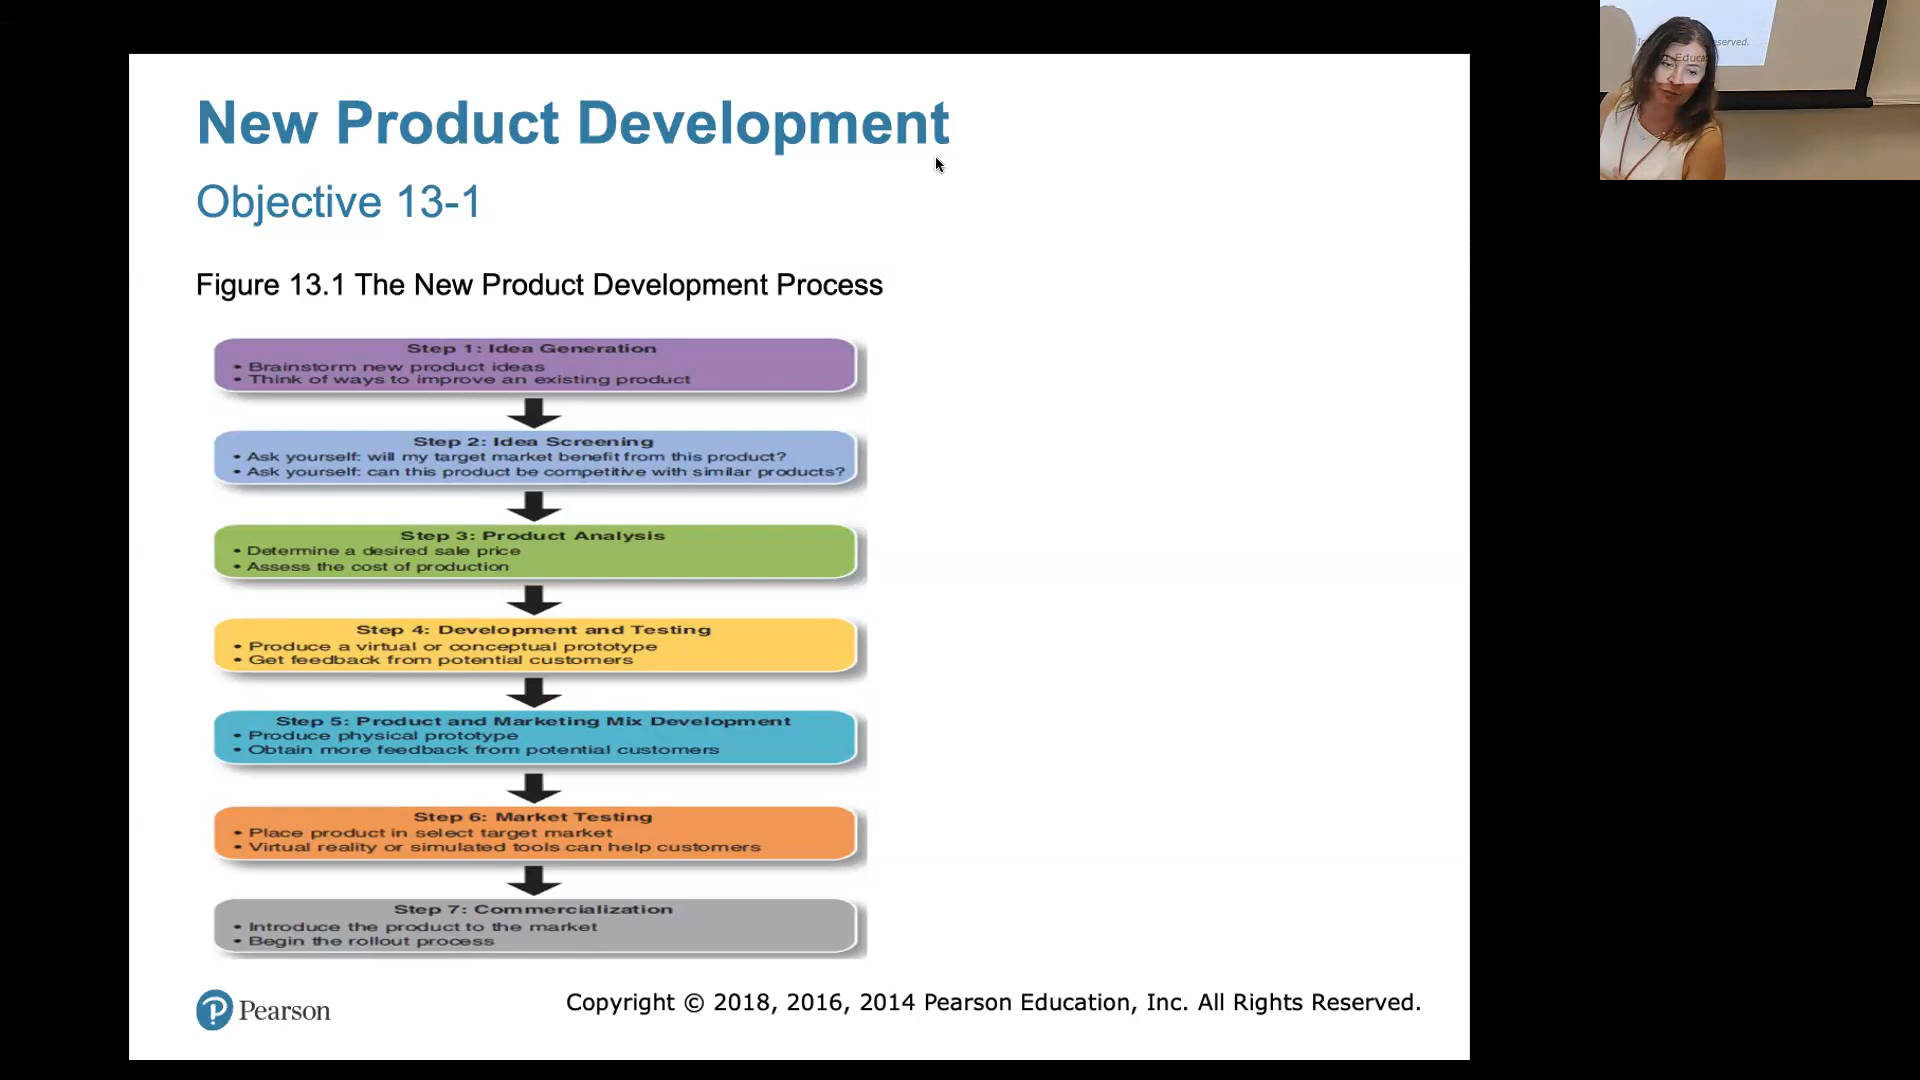 New Product Development
Objective 13-1
Figure 13.1 The New Product Development Process
Step 1: Idea Generation
• Brainstorm new product ideas
• Think of ways to improve an existing product
Step 2: Idea Screening
• Ask yourself: will my target market benefit from this product?
• Ask yourself: can this product be competitive with similar products?
Step 3: Product Analysis
• Determine a desired sale price
• Assess the cost of production
Step 4: Development and Testing
• Produce a virtual or conceptual prototype
• Get feedback from potential customers
Step 5: Product and Marketing Mix Development
• Produce physical prototype
• Obtain more feedback from potential customers
Step 6: Market Testing
• Place product in select target market
• Virtual reality or simulated tools can help customers
Step 7: Commercialization
• Introduce the product to the market
• Begin the rollout process
Pearson
Copyright © 2018, 2016, 2014 Pearson Education, Inc. All Rights Reserved.